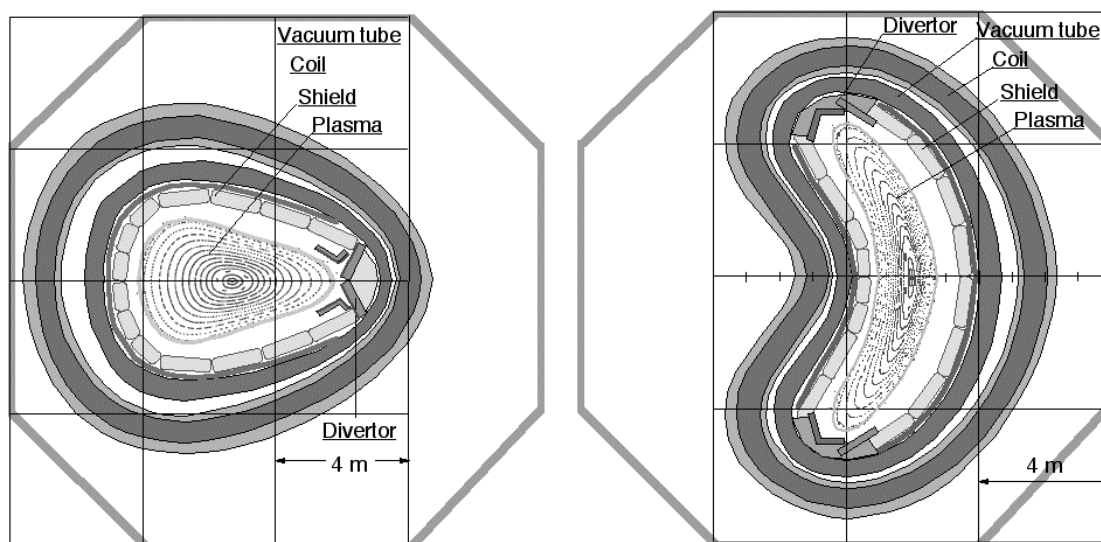 Vacuum tube
Coil
Shield
Plasma
Divertor
4 m
Divertor
Vacuum tube
Coil
Shield
Plasma
4 m